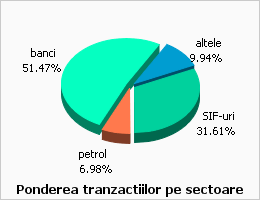 banci
51.47%
altele
9.94%
SIF-uri
31.61%
petrol
6.98%
Ponderea tranzactiilor pe sectoare